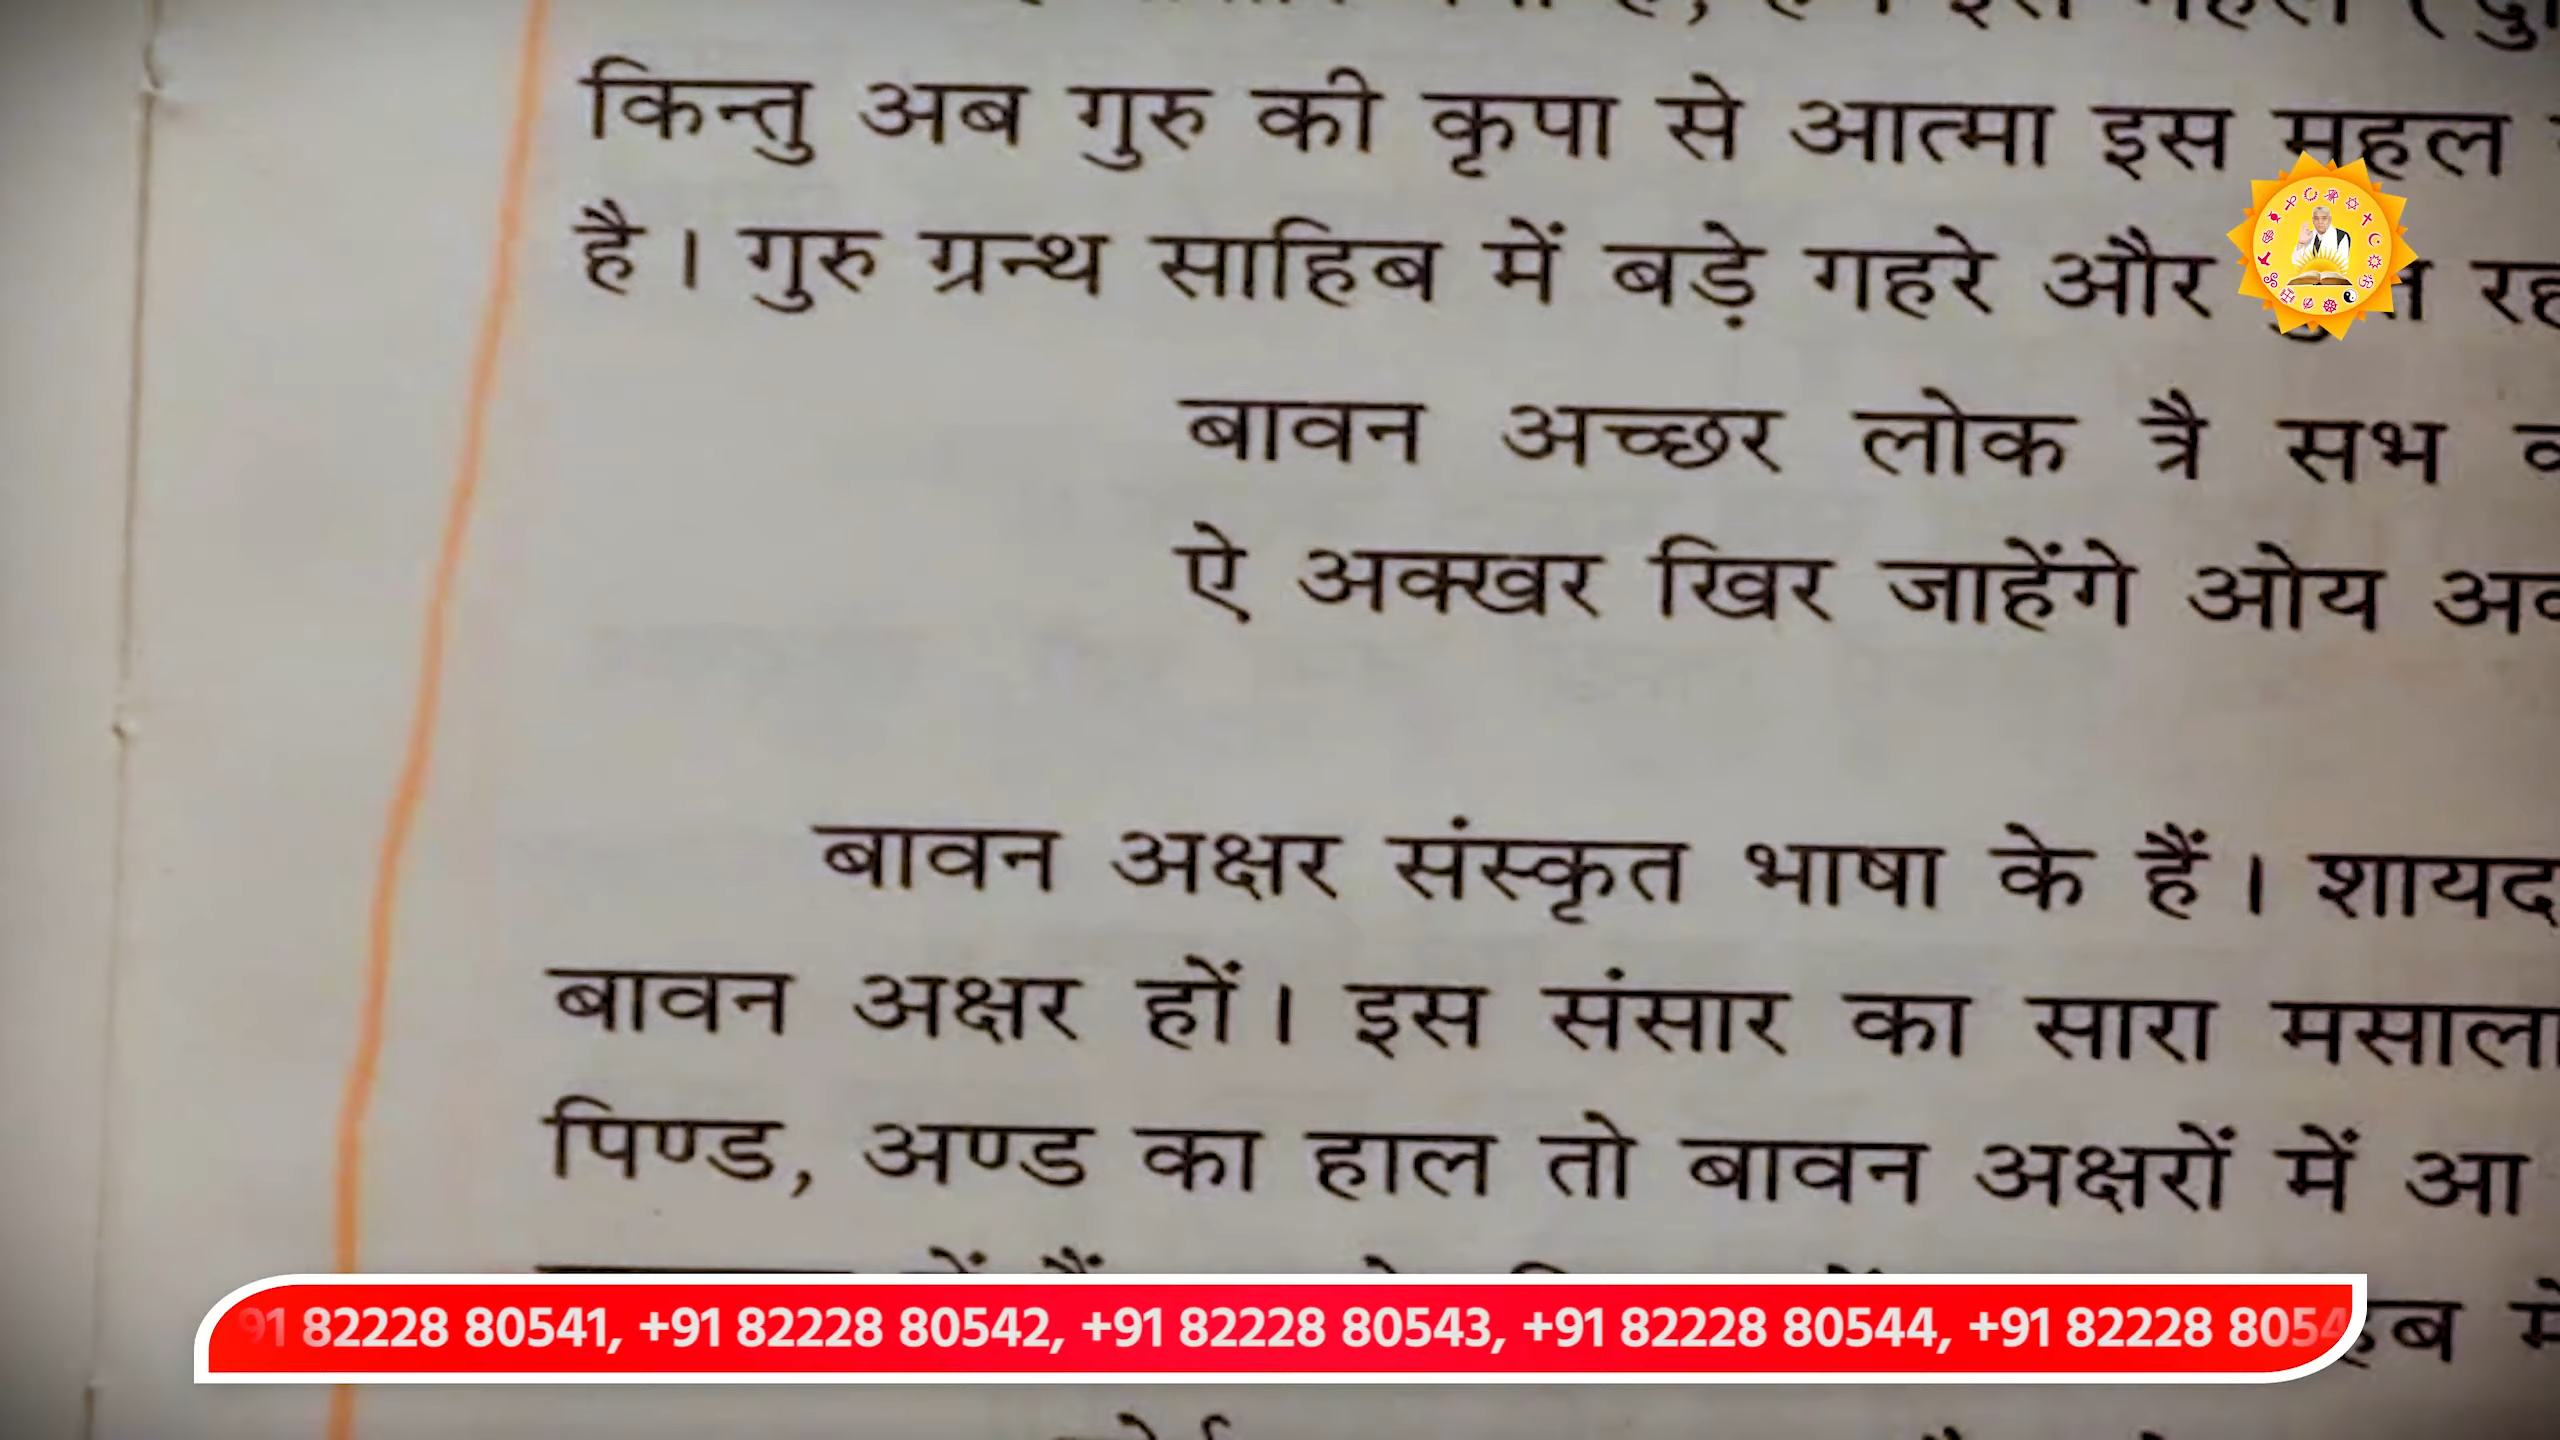 किन्तु अब गुरु की कृपा से आत्मा इस महल
है। गुरु ग्रन्थ साहिब में बड़े गहरे और
बावन अच्छर लोक त्रै सभ
ऐ अक्खर खिर जाहेंगे ओय
बावन अक्षर संस्कृत भाषा के हैं। शायद
बावन अक्षर हों। इस संसार का सारा मसाला
पिण्ड, अण्ड का हाल तो बावन अक्षरों में आ
91 82228 80541, +91 82228 80542, +91 82228 80543, +91 82228 80544, +91 82228 8054